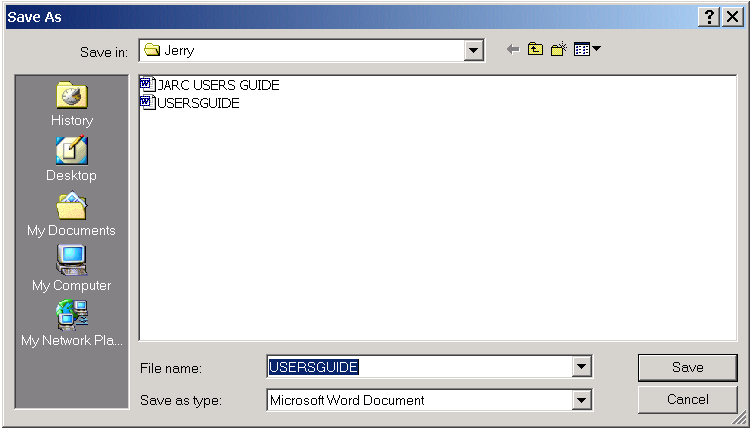 Save As
Save in: Jerry
JARC USERS GUIDE
USERSGUIDE
History
Desktop
My Documents
My Computer
My Network Pla...
File name: USERSGUIDE Save
Save as type: Microsoft Word Document Cancel